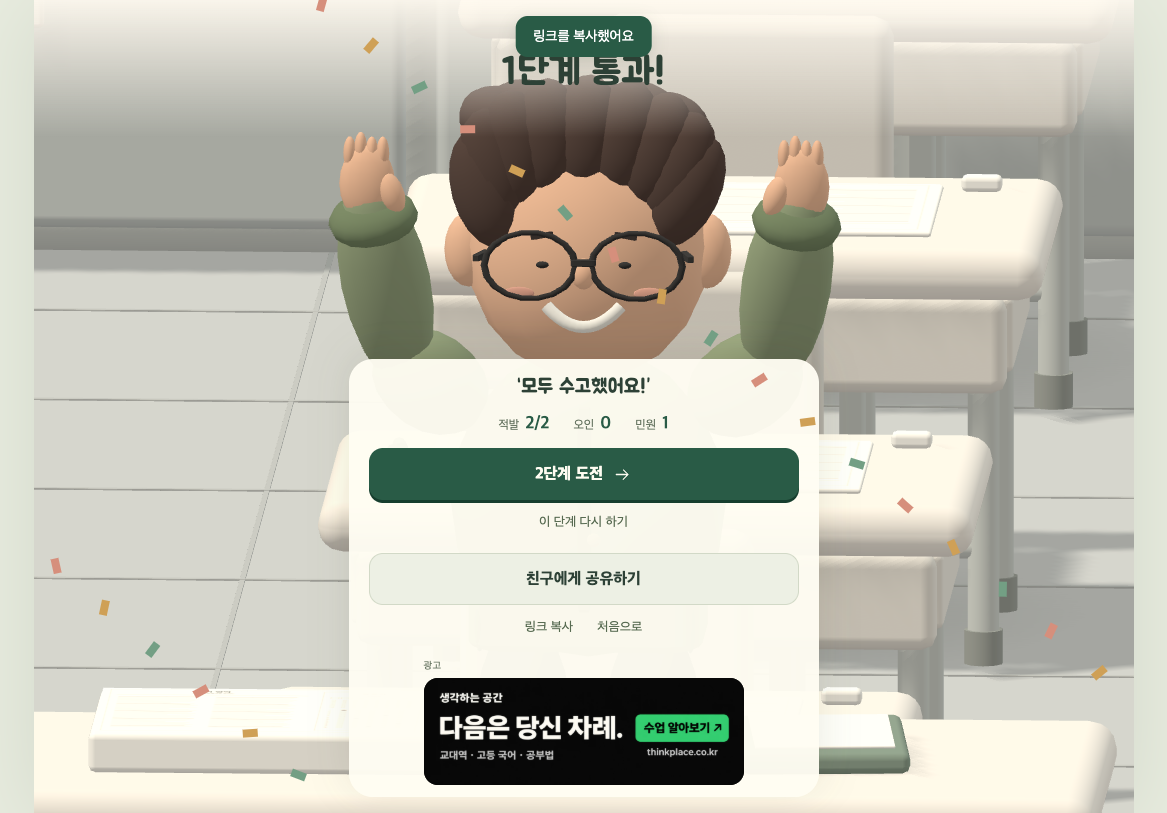 링크를 복사했어요
1단계 통과!
'모두 수고했어요!'
적발 2/2 오인 0 민원 1
2단계 도전 →
이 단계 다시 하기
친구에게 공유하기
링크 복사 처음으로
광고
생각하는 공간
다음은 당신 차례.
수업 알아보기 ↗
교대역 · 고등 국어 · 공부법
thinkplace.co.kr